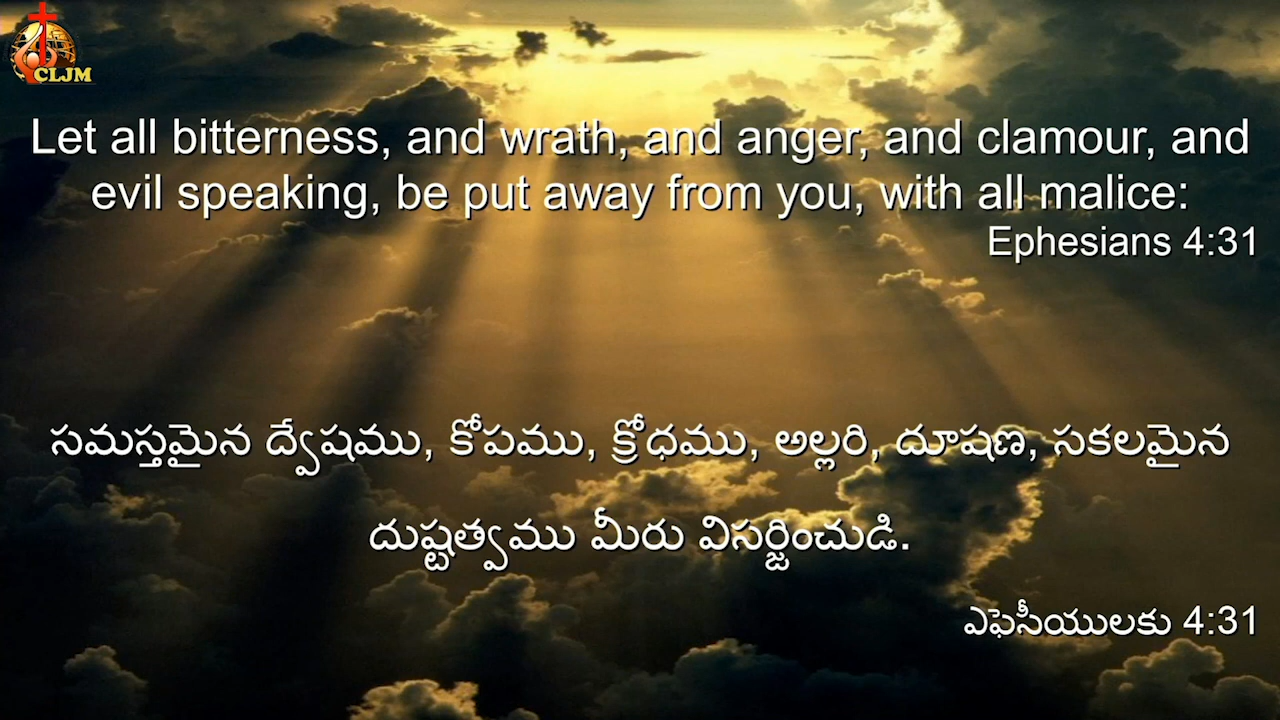 CLJM
Let all bitterness, and wrath, and anger, and clamour, and
evil speaking, be put away from you, with all malice:
Ephesians 4:31
సమస్తమైన ద్వేషము, కోపము, క్రోధము, అల్లరి, దూషణ, సకలమైన
దుష్టత్వము మీరు విసర్జించుడి.
ఎఫెసీయులకు 4:31